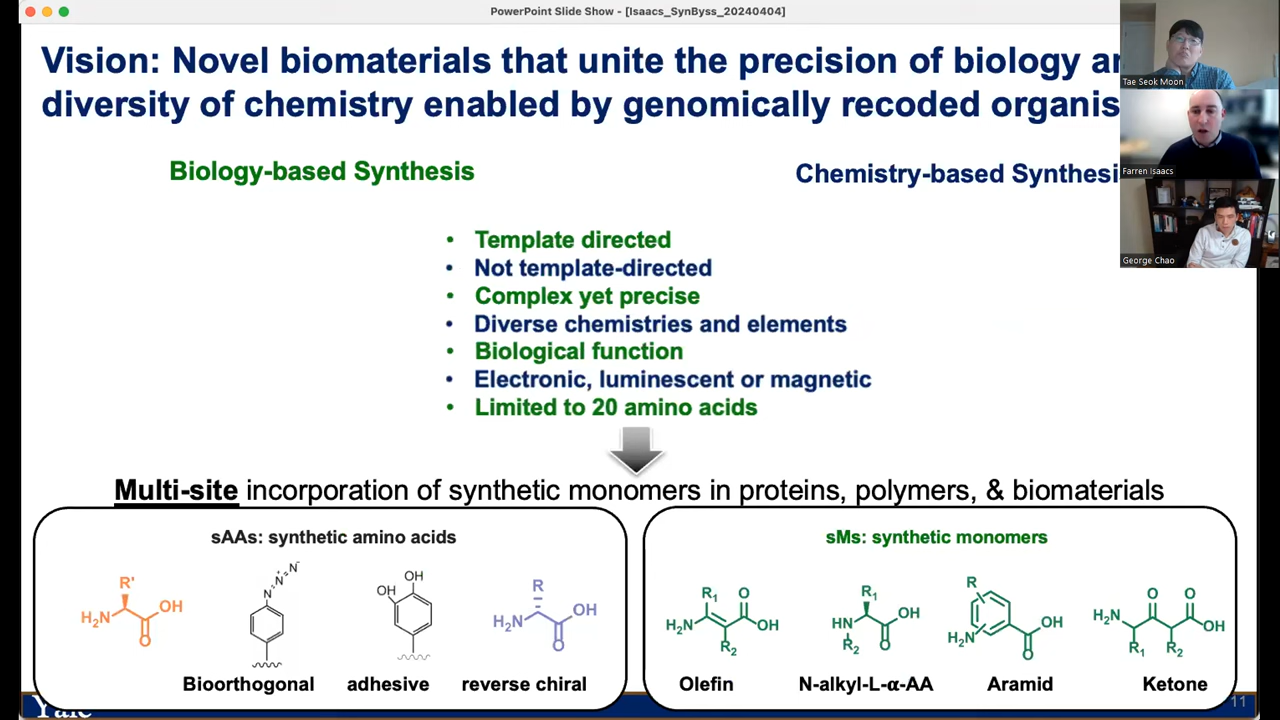 PowerPoint Slide Show - [Isaacs_SynByss_20240404]
Vision: Novel biomaterials that unite the precision of biology an
diversity of chemistry enabled by genomically recoded organis
Tae Seok Moon
Farren Isaacs
George Chao
Biology-based Synthesis
Chemistry-based Synthesi
• Template directed
• Not template-directed
• Complex yet precise
• Diverse chemistries and elements
• Biological function
• Electronic, luminescent or magnetic
• Limited to 20 amino acids
Multi-site incorporation of synthetic monomers in proteins, polymers, & biomaterials
sAAs: synthetic amino acids
R'
H₂N
OH
O
N N⁺ N⁻
OH
OH
R
H₂N
OH
O
Bioorthogonal
adhesive
reverse chiral
sMs: synthetic monomers
R₁
O
H₂N
OH
R₂
R₁
OH
HN
R₂
O
R
H₂N
OH
O
O
O
H₂N
OH
R₁
R₂
Olefin
N-alkyl-L-α-AA
Aramid
Ketone
Yale
11